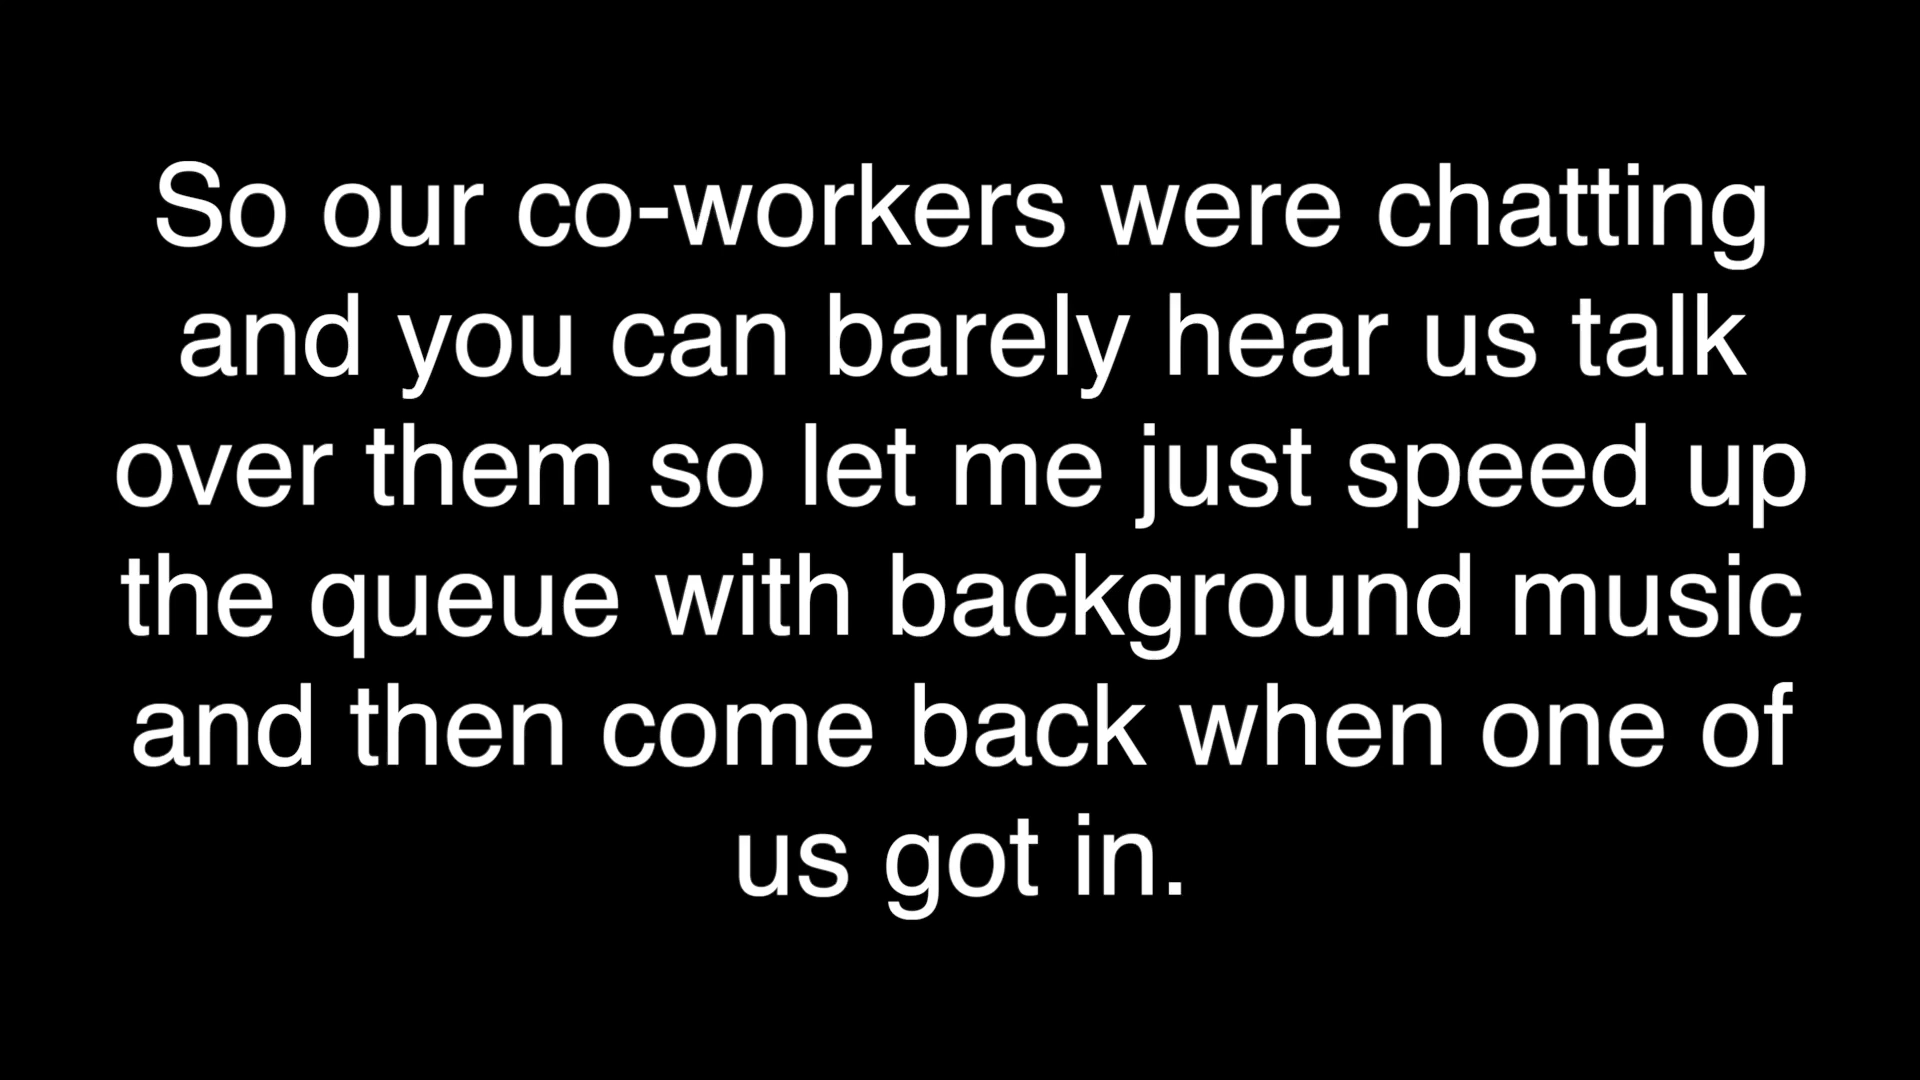 So our co-workers were chatting
and you can barely hear us talk
over them so let me just speed up
the queue with background music
and then come back when one of
us got in.